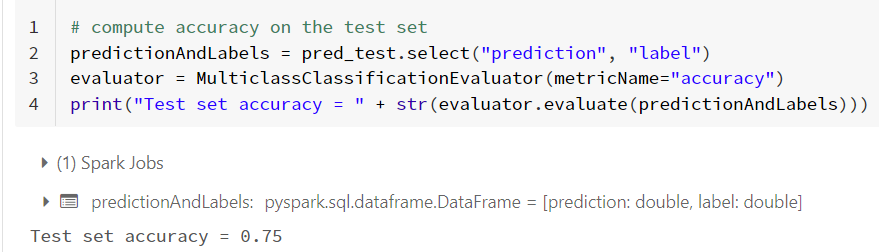 1 # compute accuracy on the test set
2 predictionAndLabels = pred_test.select("prediction", "label")
3 evaluator = MulticlassClassificationEvaluator(metricName="accuracy")
4 print("Test set accuracy = " + str(evaluator.evaluate(predictionAndLabels)))
(1) Spark Jobs
predictionAndLabels: pyspark.sql.dataframe.DataFrame = [prediction: double, label: double]
Test set accuracy = 0.75